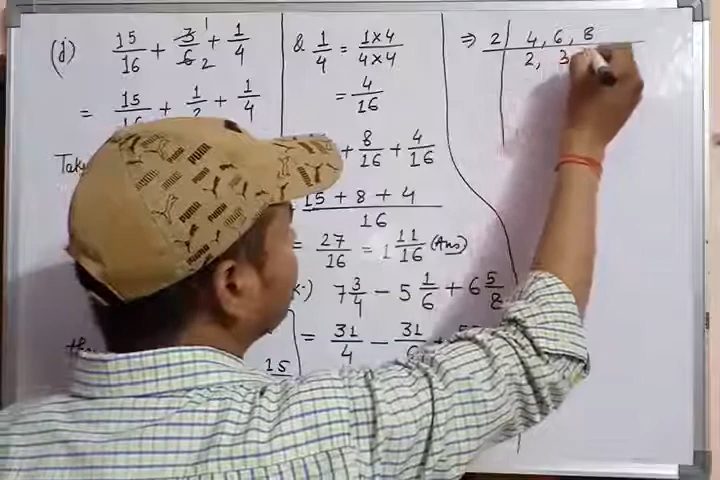 (j) 15/16 + 3/6 + 1/4
1
2
= 15/16 + 1/2 + 1/4
& 1/4 = 1×4/4×4
= 4/16
+ 8/16 + 4/16
15 + 8 + 4 / 16
= 27/16 = 1 11/16 (Ans)
7 3/4 - 5 1/6 + 6 5/8
= 31/4 - 31/6
15
⇒ 2 | 4, 6, 8
2, 3
PUMA